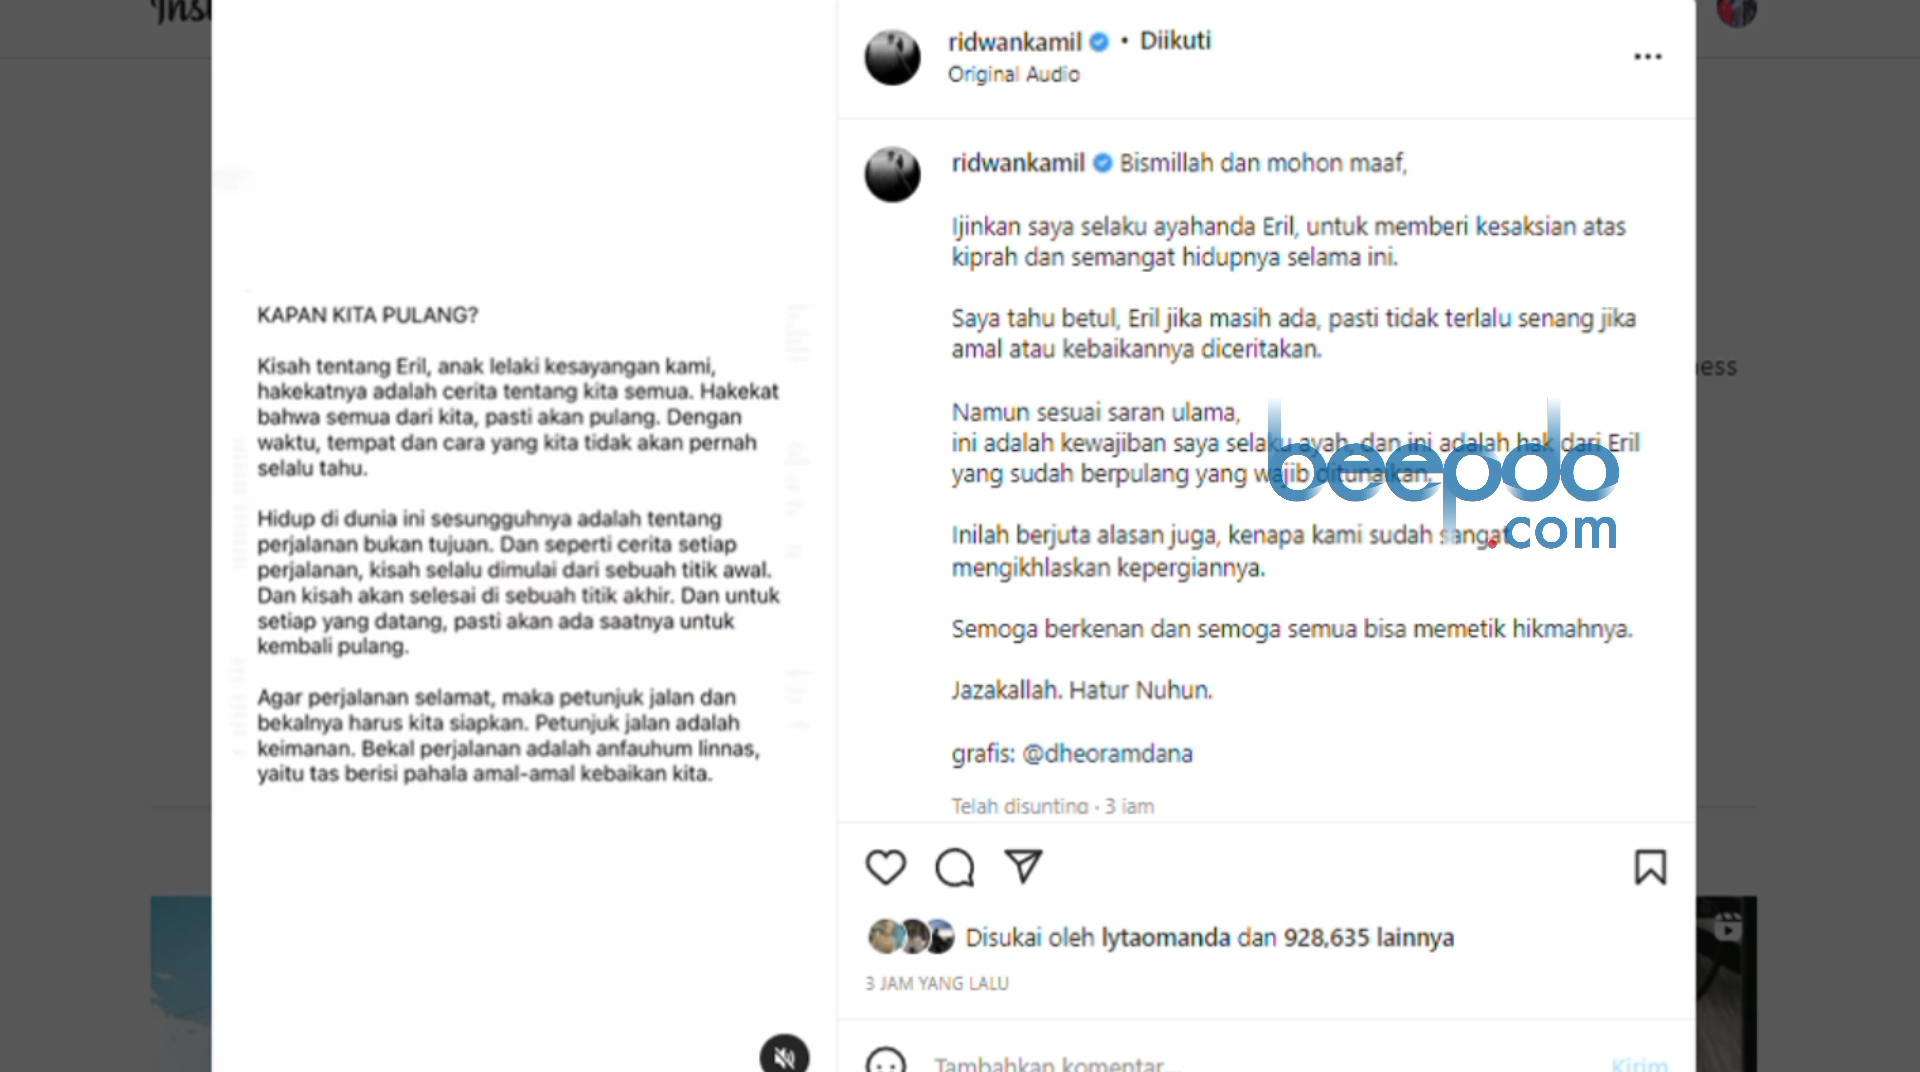 KAPAN KITA PULANG?
Kisah tentang Eril, anak lelaki kesayangan kami,
hakekatnya adalah cerita tentang kita semua. Hakekat
bahwa semua dari kita, pasti akan pulang. Dengan
waktu, tempat dan cara yang kita tidak akan pernah
selalu tahu.
Hidup di dunia ini sesungguhnya adalah tentang
perjalanan bukan tujuan. Dan seperti cerita setiap
perjalanan, kisah selalu dimulai dari sebuah titik awal.
Dan kisah akan selesai di sebuah titik akhir. Dan untuk
setiap yang datang, pasti akan ada saatnya untuk
kembali pulang.
Agar perjalanan selamat, maka petunjuk jalan dan
bekalnya harus kita siapkan. Petunjuk jalan adalah
keimanan. Bekal perjalanan adalah anfauhum linnas,
yaitu tas berisi pahala amal-amal kebaikan kita.
ridwankamil • Diikuti
Original Audio
ridwankamil Bismillah dan mohon maaf,
Ijinkan saya selaku ayahanda Eril, untuk memberi kesaksian atas
kiprah dan semangat hidupnya selama ini.
Saya tahu betul, Eril jika masih ada, pasti tidak terlalu senang jika
amal atau kebaikannya diceritakan.
Namun sesuai saran ulama,
ini adalah kewajiban saya selaku ayah, dan ini adalah hak dari Eril
yang sudah berpulang yang wajib ditunaikan.
Inilah berjuta alasan juga, kenapa kami sudah sangat
mengikhlaskan kepergiannya.
Semoga berkenan dan semoga semua bisa memetik hikmahnya.
Jazakallah. Hatur Nuhun.
grafis: @dheoramdana
Telah disunting · 3 jam
beepdo
.com
Disukai oleh lytaomanda dan 928,635 lainnya
3 JAM YANG LALU
Tambahkan komentar...
Kirim